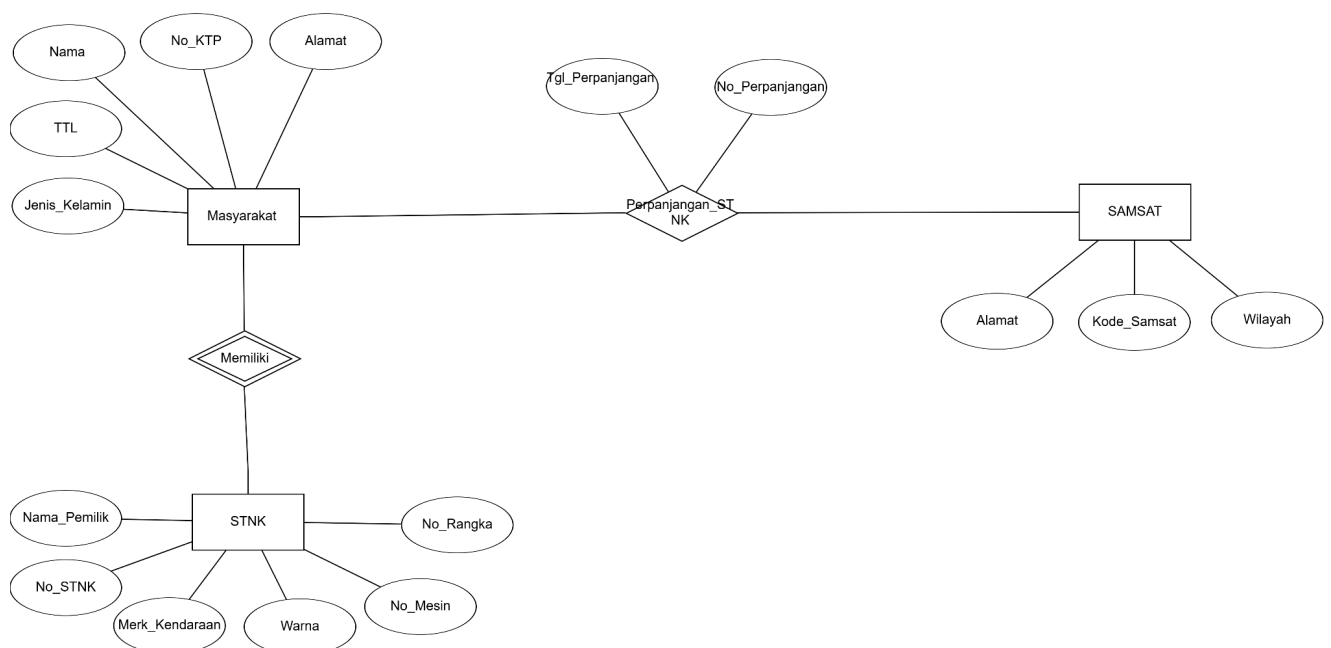 Nama
No_KTP
Alamat
TTL
Jenis_Kelamin
Masyarakat
Tgl_Perpanjangan
No_Perpanjangan
Perpanjangan_ST
NK
SAMSAT
Alamat
Kode_Samsat
Wilayah
Memiliki
Nama_Pemilik
STNK
No_Rangka
No_STNK
Merk_Kendaraan
Warna
No_Mesin